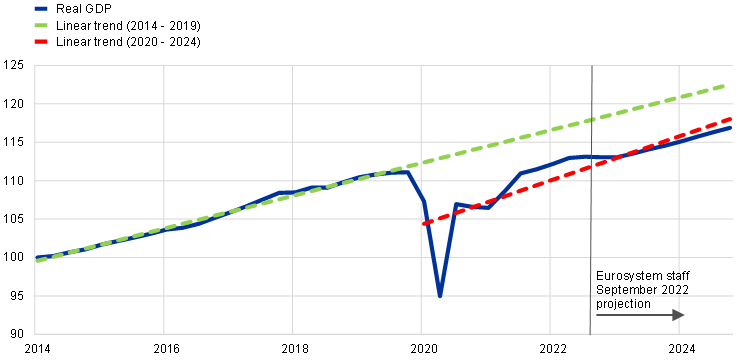 Real GDP
Linear trend (2014 - 2019)
Linear trend (2020 - 2024)
125
120
115
110
105
100
95
90
Eurosystem staff
September 2022
projection
2014 2016 2018 2020 2022 2024